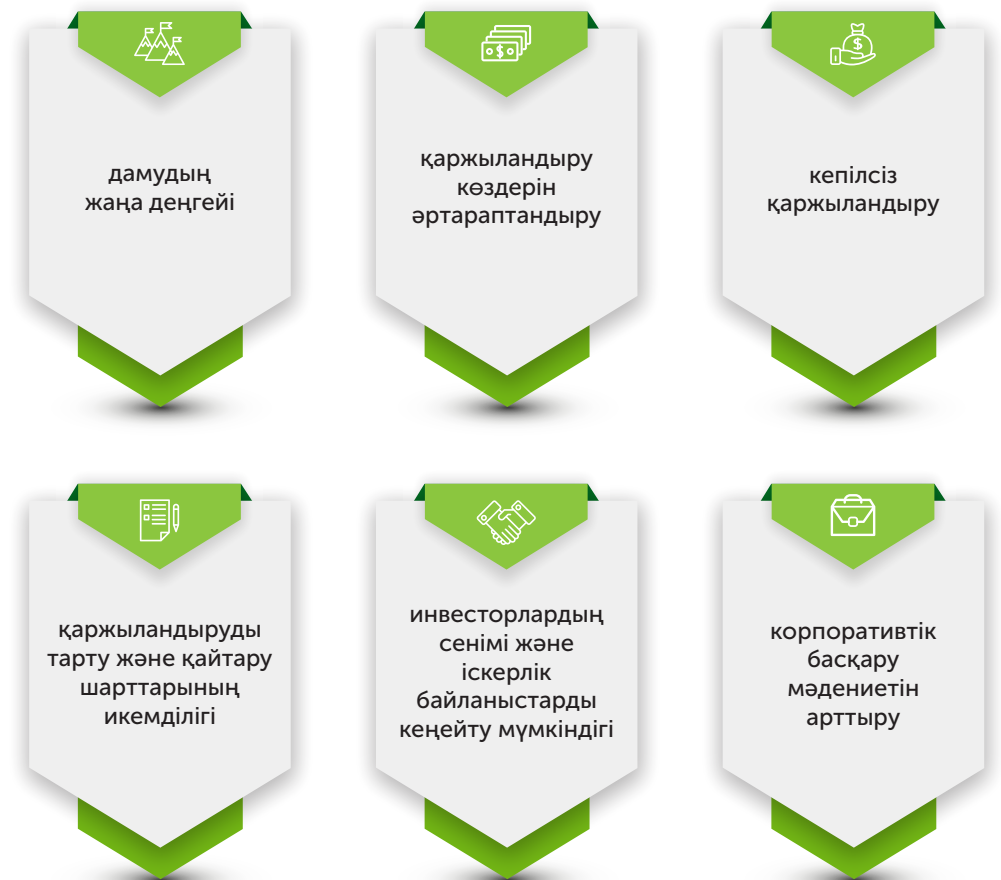 дамудың
жаңа деңгейі
қаржыландыру
көздерін
әртараптандыру
кепілсіз
қаржыландыру
қаржыландыруды
тарту және қайтару
шарттарының
икемділігі
инвесторлардың
сенімі және
іскерлік
байланыстарды
кеңейту мүмкіндігі
корпоративтік
басқару
мәдениетін
арттыру